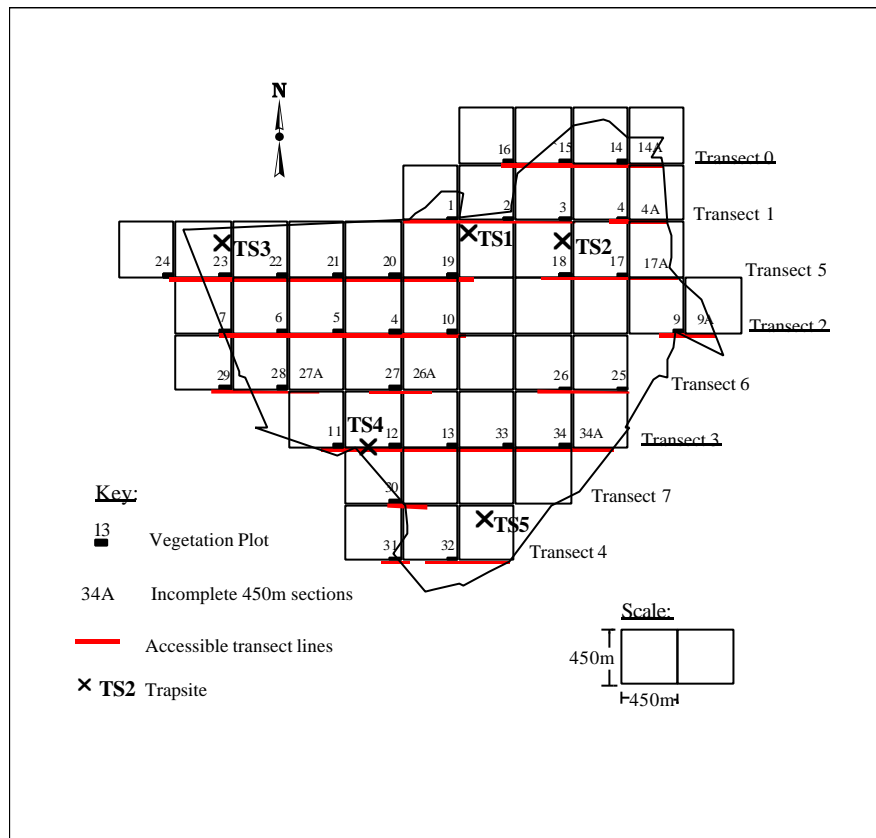 N
16 15 14 14A Transect 0
1 2 3 4 4A Transect 1
TS3 TS1 TS2
24 23 22 21 20 19 18 17 17A Transect 5
7 6 5 4 10 9 9A Transect 2
29 28 27A 27 26A 26 25 Transect 6
TS4
11 12 13 33 34 34A Transect 3
30 Transect 7
TS5
31 32 Transect 4
Key:
13 Vegetation Plot
34A Incomplete 450m sections
Accessible transect lines
TS2 Trapsite
Scale:
450m
450m